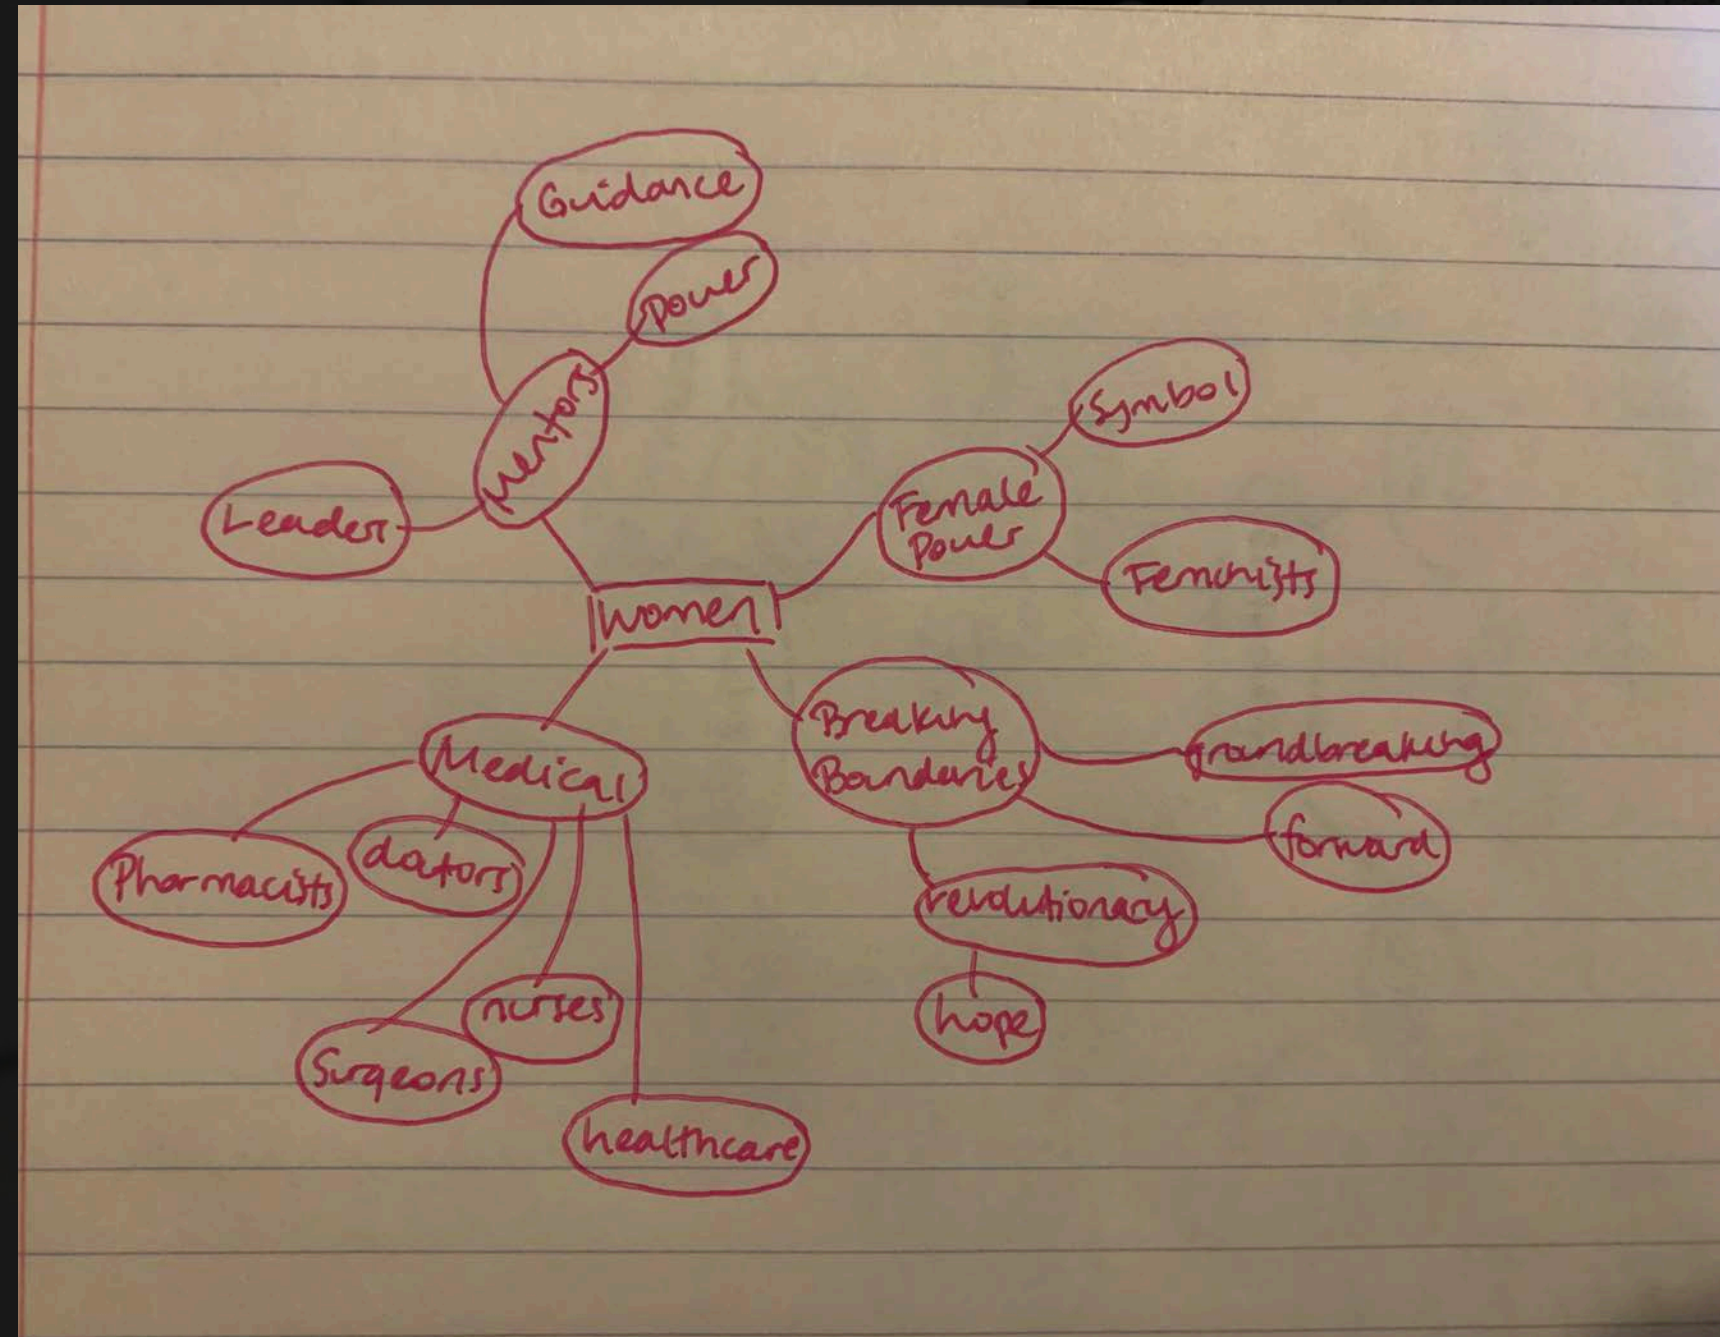 Guidance
power
Mentors
Leaders
Symbol
Female
Power
Feminists
Women
Medical
Pharmacists
doctors
Surgeons
nurses
healthcare
Breaking
Boundaries
groundbreaking
forward
revolutionary
hope